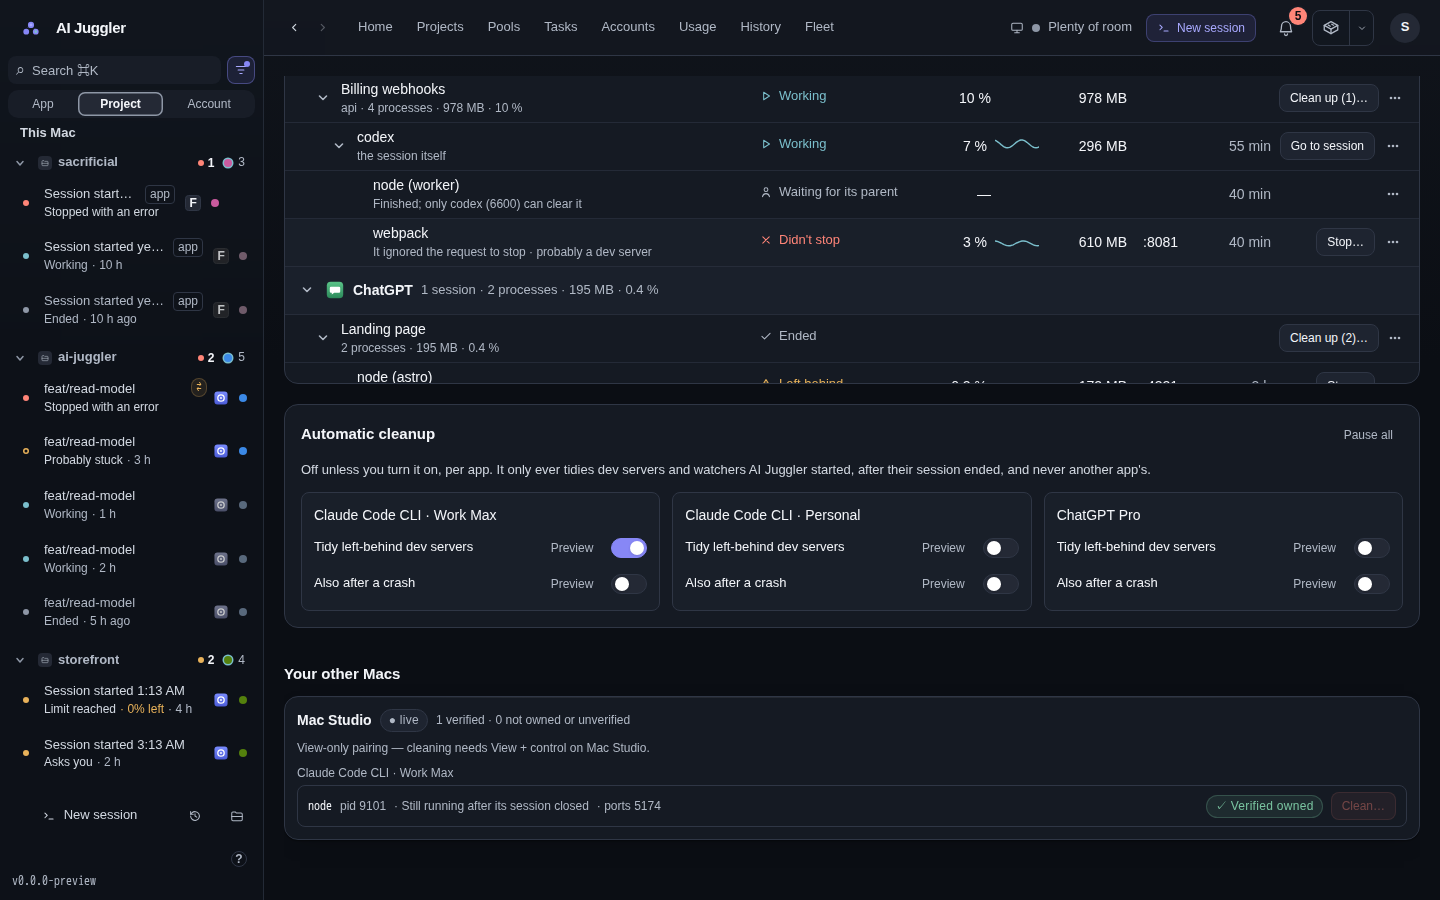 AI Juggler
Home Projects Pools Tasks Accounts Usage History Fleet
Plenty of room
New session
5
S
Search ⌘K
App Project Account
This Mac
sacrificial 1 3
Session start… app F
Stopped with an error
Session started ye… app F
Working · 10 h
Session started ye… app F
Ended · 10 h ago
ai-juggler 2 5
feat/read-model
Stopped with an error
feat/read-model
Probably stuck · 3 h
feat/read-model
Working · 1 h
feat/read-model
Working · 2 h
feat/read-model
Ended · 5 h ago
storefront 2 4
Session started 1:13 AM
Limit reached · 0% left · 4 h
Session started 3:13 AM
Asks you · 2 h
New session
?
v0.0.0-preview
Billing webhooks
api · 4 processes · 978 MB · 10 %
Working 10 % 978 MB Clean up (1)…
codex
the session itself
Working 7 % 296 MB 55 min Go to session
node (worker)
Finished; only codex (6600) can clear it
Waiting for its parent — 40 min
webpack
It ignored the request to stop · probably a dev server
Didn't stop 3 % 610 MB :8081 40 min Stop…
ChatGPT 1 session · 2 processes · 195 MB · 0.4 %
Landing page
2 processes · 195 MB · 0.4 %
Ended Clean up (2)…
node (astro)
Left behind
Automatic cleanup
Pause all
Off unless you turn it on, per app. It only ever tidies dev servers and watchers AI Juggler started, after their session ended, and never another app's.
Claude Code CLI · Work Max
Tidy left-behind dev servers Preview
Also after a crash Preview
Claude Code CLI · Personal
Tidy left-behind dev servers Preview
Also after a crash Preview
ChatGPT Pro
Tidy left-behind dev servers Preview
Also after a crash Preview
Your other Macs
Mac Studio live 1 verified · 0 not owned or unverified
View-only pairing — cleaning needs View + control on Mac Studio.
Claude Code CLI · Work Max
node pid 9101 · Still running after its session closed · ports 5174
✓ Verified owned Clean…